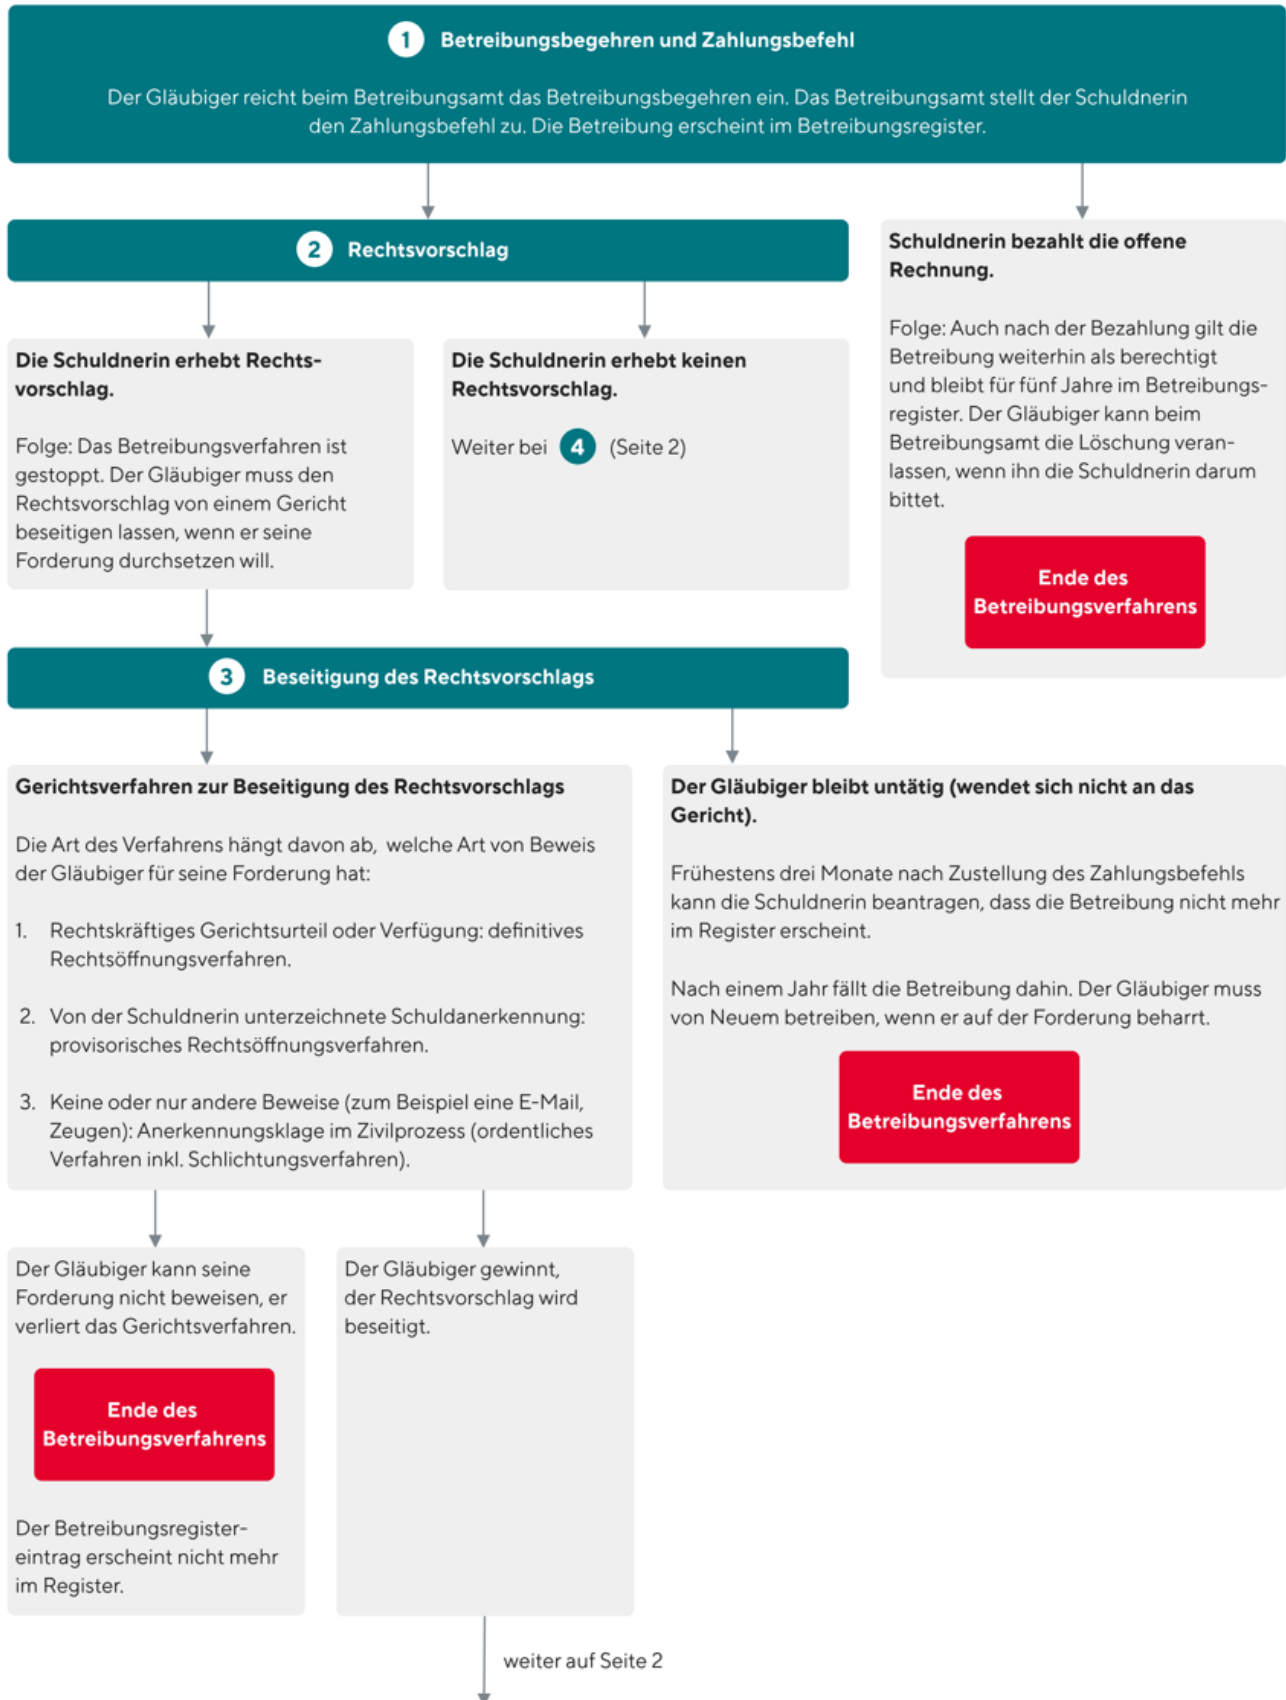 1 Betreibungsbegehren und Zahlungsbefehl
Der Gläubiger reicht beim Betreibungsamt das Betreibungsbegehren ein. Das Betreibungsamt stellt der Schuldnerin
den Zahlungsbefehl zu. Die Betreibung erscheint im Betreibungsregister.
2 Rechtsvorschlag
Die Schuldnerin erhebt Rechts-
vorschlag.
Folge: Das Betreibungsverfahren ist
gestoppt. Der Gläubiger muss den
Rechtsvorschlag von einem Gericht
beseitigen lassen, wenn er seine
Forderung durchsetzen will.
Die Schuldnerin erhebt keinen
Rechtsvorschlag.
Weiter bei 4 (Seite 2)
Schuldnerin bezahlt die offene
Rechnung.
Folge: Auch nach der Bezahlung gilt die
Betreibung weiterhin als berechtigt
und bleibt für fünf Jahre im Betreibungs-
register. Der Gläubiger kann beim
Betreibungsamt die Löschung veran-
lassen, wenn ihn die Schuldnerin darum
bittet.
Ende des
Betreibungsverfahrens
3 Beseitigung des Rechtsvorschlags
Gerichtsverfahren zur Beseitigung des Rechtsvorschlags
Die Art des Verfahrens hängt davon ab, welche Art von Beweis
der Gläubiger für seine Forderung hat:
1. Rechtskräftiges Gerichtsurteil oder Verfügung: definitives
Rechtsöffnungsverfahren.
2. Von der Schuldnerin unterzeichnete Schuldanerkennung:
provisorisches Rechtsöffnungsverfahren.
3. Keine oder nur andere Beweise (zum Beispiel eine E-Mail,
Zeugen): Anerkennungsklage im Zivilprozess (ordentliches
Verfahren inkl. Schlichtungsverfahren).
Der Gläubiger bleibt untätig (wendet sich nicht an das
Gericht).
Frühestens drei Monate nach Zustellung des Zahlungsbefehls
kann die Schuldnerin beantragen, dass die Betreibung nicht mehr
im Register erscheint.
Nach einem Jahr fällt die Betreibung dahin. Der Gläubiger muss
von Neuem betreiben, wenn er auf der Forderung beharrt.
Ende des
Betreibungsverfahrens
Der Gläubiger kann seine
Forderung nicht beweisen, er
verliert das Gerichtsverfahren.
Ende des
Betreibungsverfahrens
Der Betreibungsregister-
eintrag erscheint nicht mehr
im Register.
Der Gläubiger gewinnt,
der Rechtsvorschlag wird
beseitigt.
weiter auf Seite 2